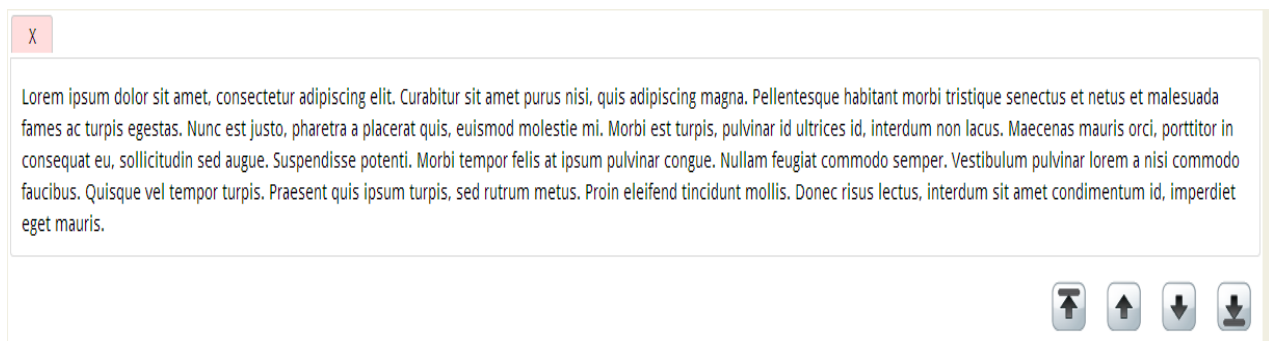 X
Lorem ipsum dolor sit amet, consectetur adipiscing elit. Curabitur sit amet purus nisi, quis adipiscing magna. Pellentesque habitant morbi tristique senectus et netus et malesuada
fames ac turpis egestas. Nunc est justo, pharetra a placerat quis, euismod molestie mi. Morbi est turpis, pulvinar id ultrices id, interdum non lacus. Maecenas mauris orci, porttitor in
consequat eu, sollicitudin sed augue. Suspendisse potenti. Morbi tempor felis at ipsum pulvinar congue. Nullam feugiat commodo semper. Vestibulum pulvinar lorem a nisi commodo
faucibus. Quisque vel tempor turpis. Praesent quis ipsum turpis, sed rutrum metus. Proin eleifend tincidunt mollis. Donec risus lectus, interdum sit amet condimentum id, imperdiet
eget mauris.